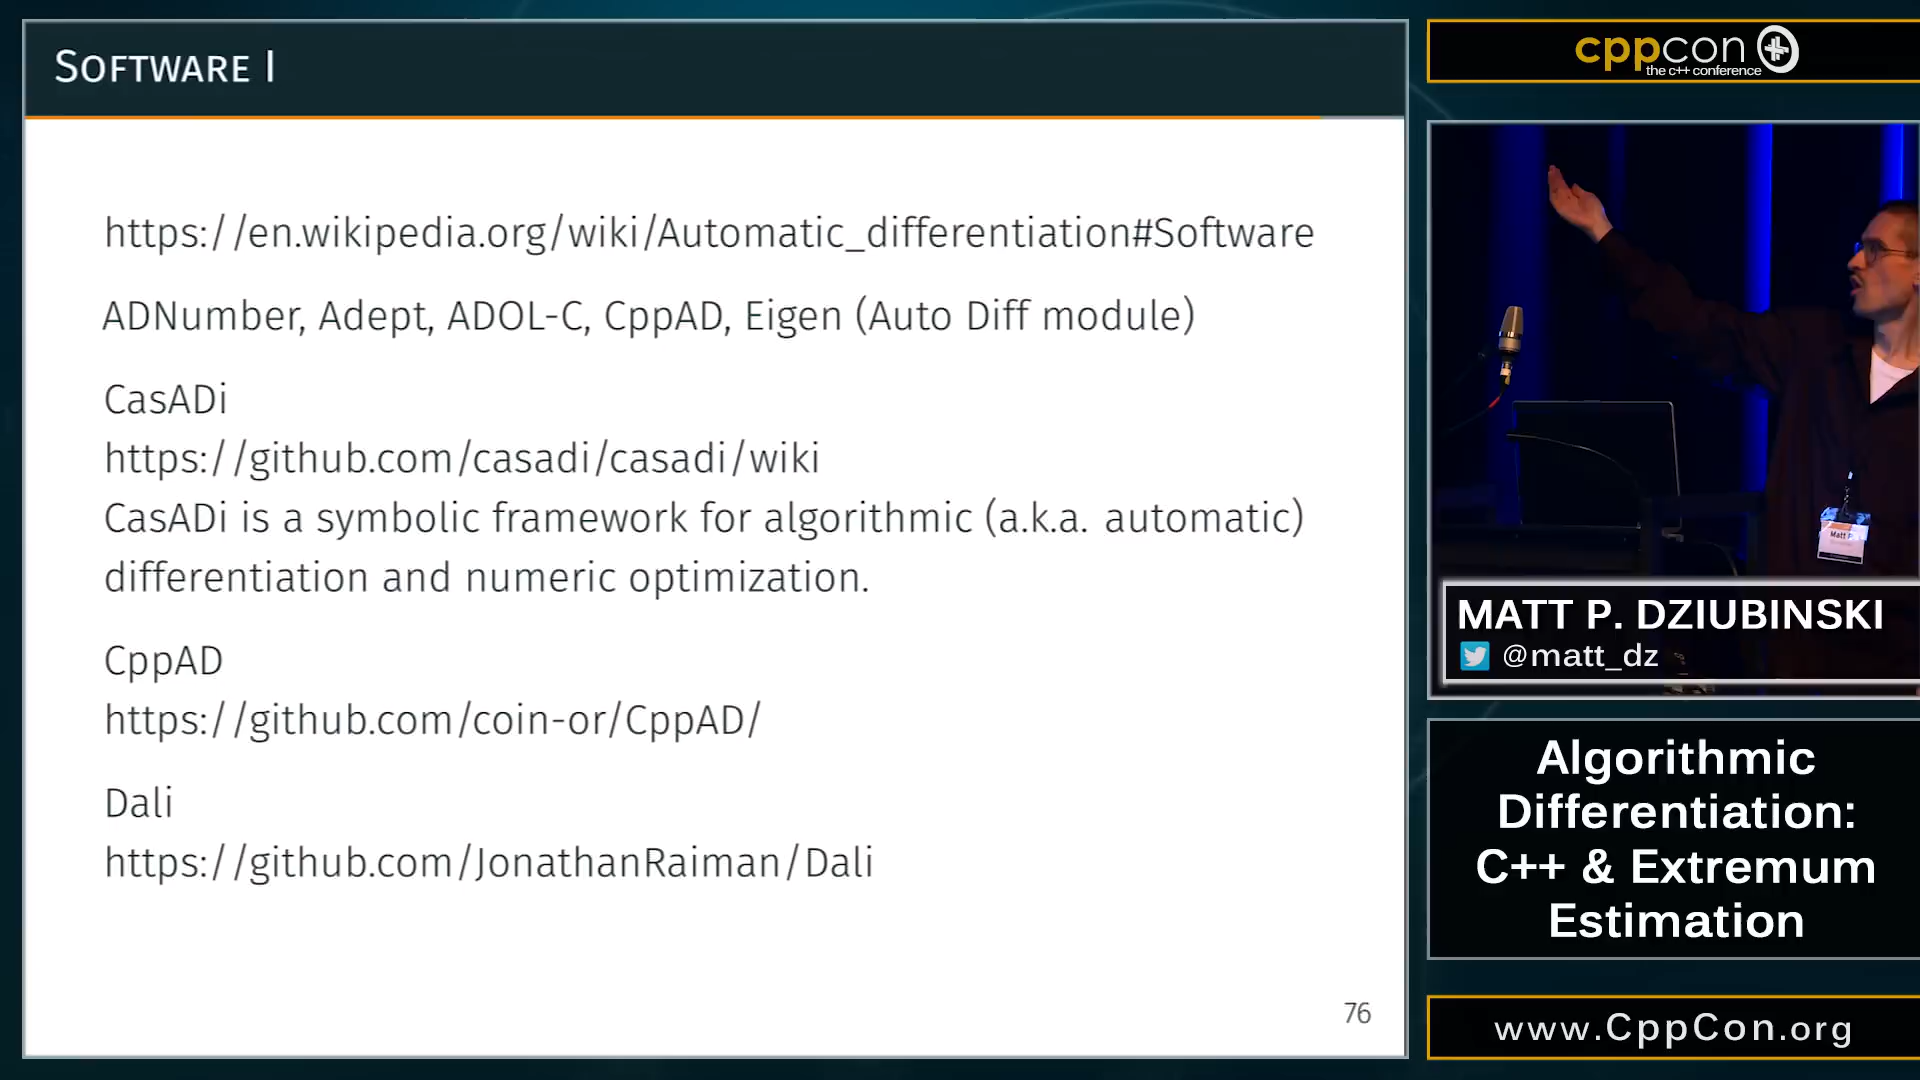 SOFTWARE I
https://en.wikipedia.org/wiki/Automatic_differentiation#Software
ADNumber, Adept, ADOL-C, CppAD, Eigen (Auto Diff module)
CasADi
https://github.com/casadi/casadi/wiki
CasADi is a symbolic framework for algorithmic (a.k.a. automatic)
differentiation and numeric optimization.
CppAD
https://github.com/coin-or/CppAD/
Dali
https://github.com/JonathanRaiman/Dali
76
cppcon
the c++ conference
Matt P.
MATT P. DZIUBINSKI
@matt_dz
Algorithmic
Differentiation:
C++ & Extremum
Estimation
www.CppCon.org